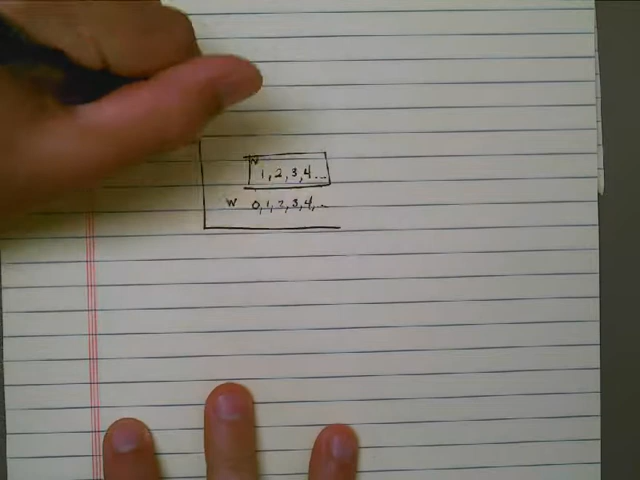 N
1, 2, 3, 4...
W 0, 1, 2, 3, 4, ...